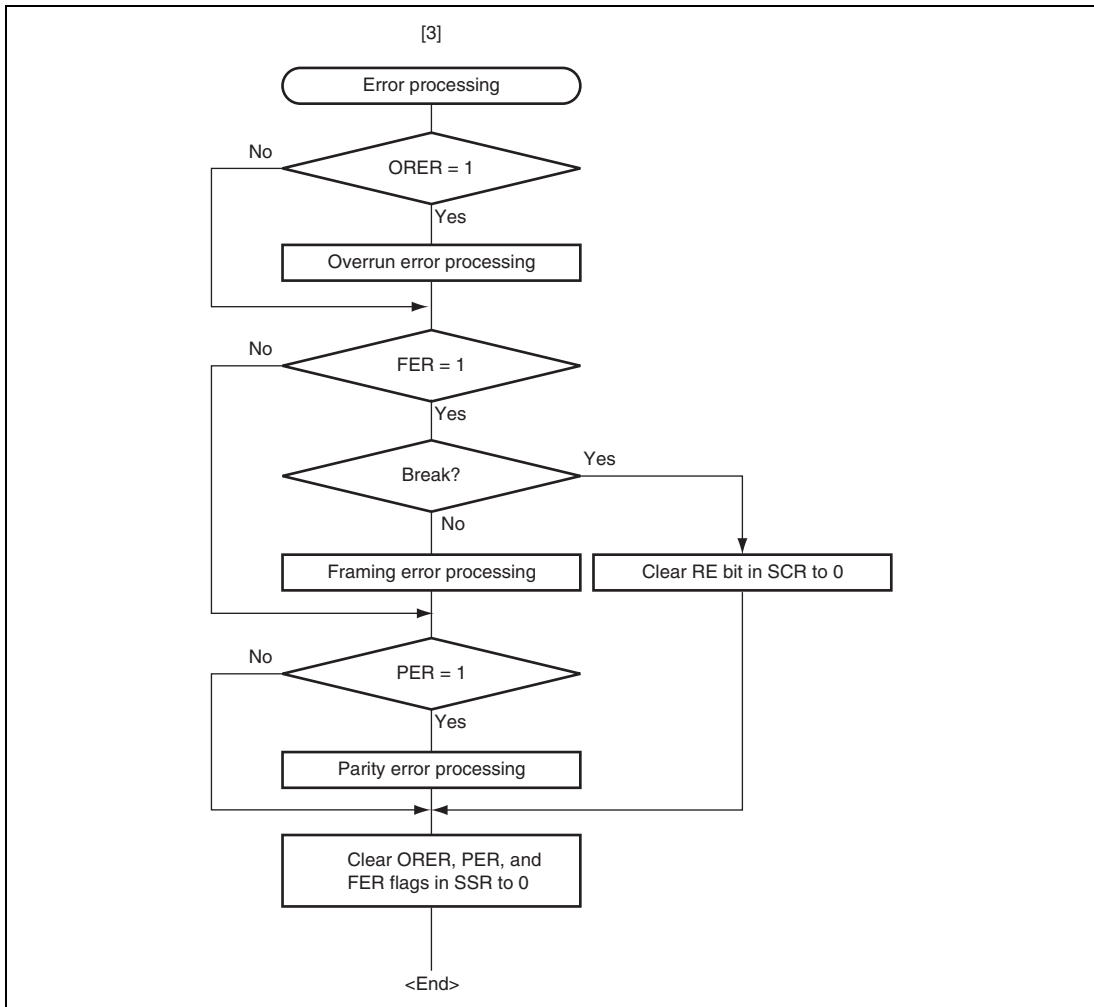 [3]
Error processing
No
ORER = 1
Yes
Overrun error processing
No
FER = 1
Yes
Break?
Yes
No
Framing error processing
Clear RE bit in SCR to 0
No
PER = 1
Yes
Parity error processing
Clear ORER, PER, and
FER flags in SSR to 0
<End>